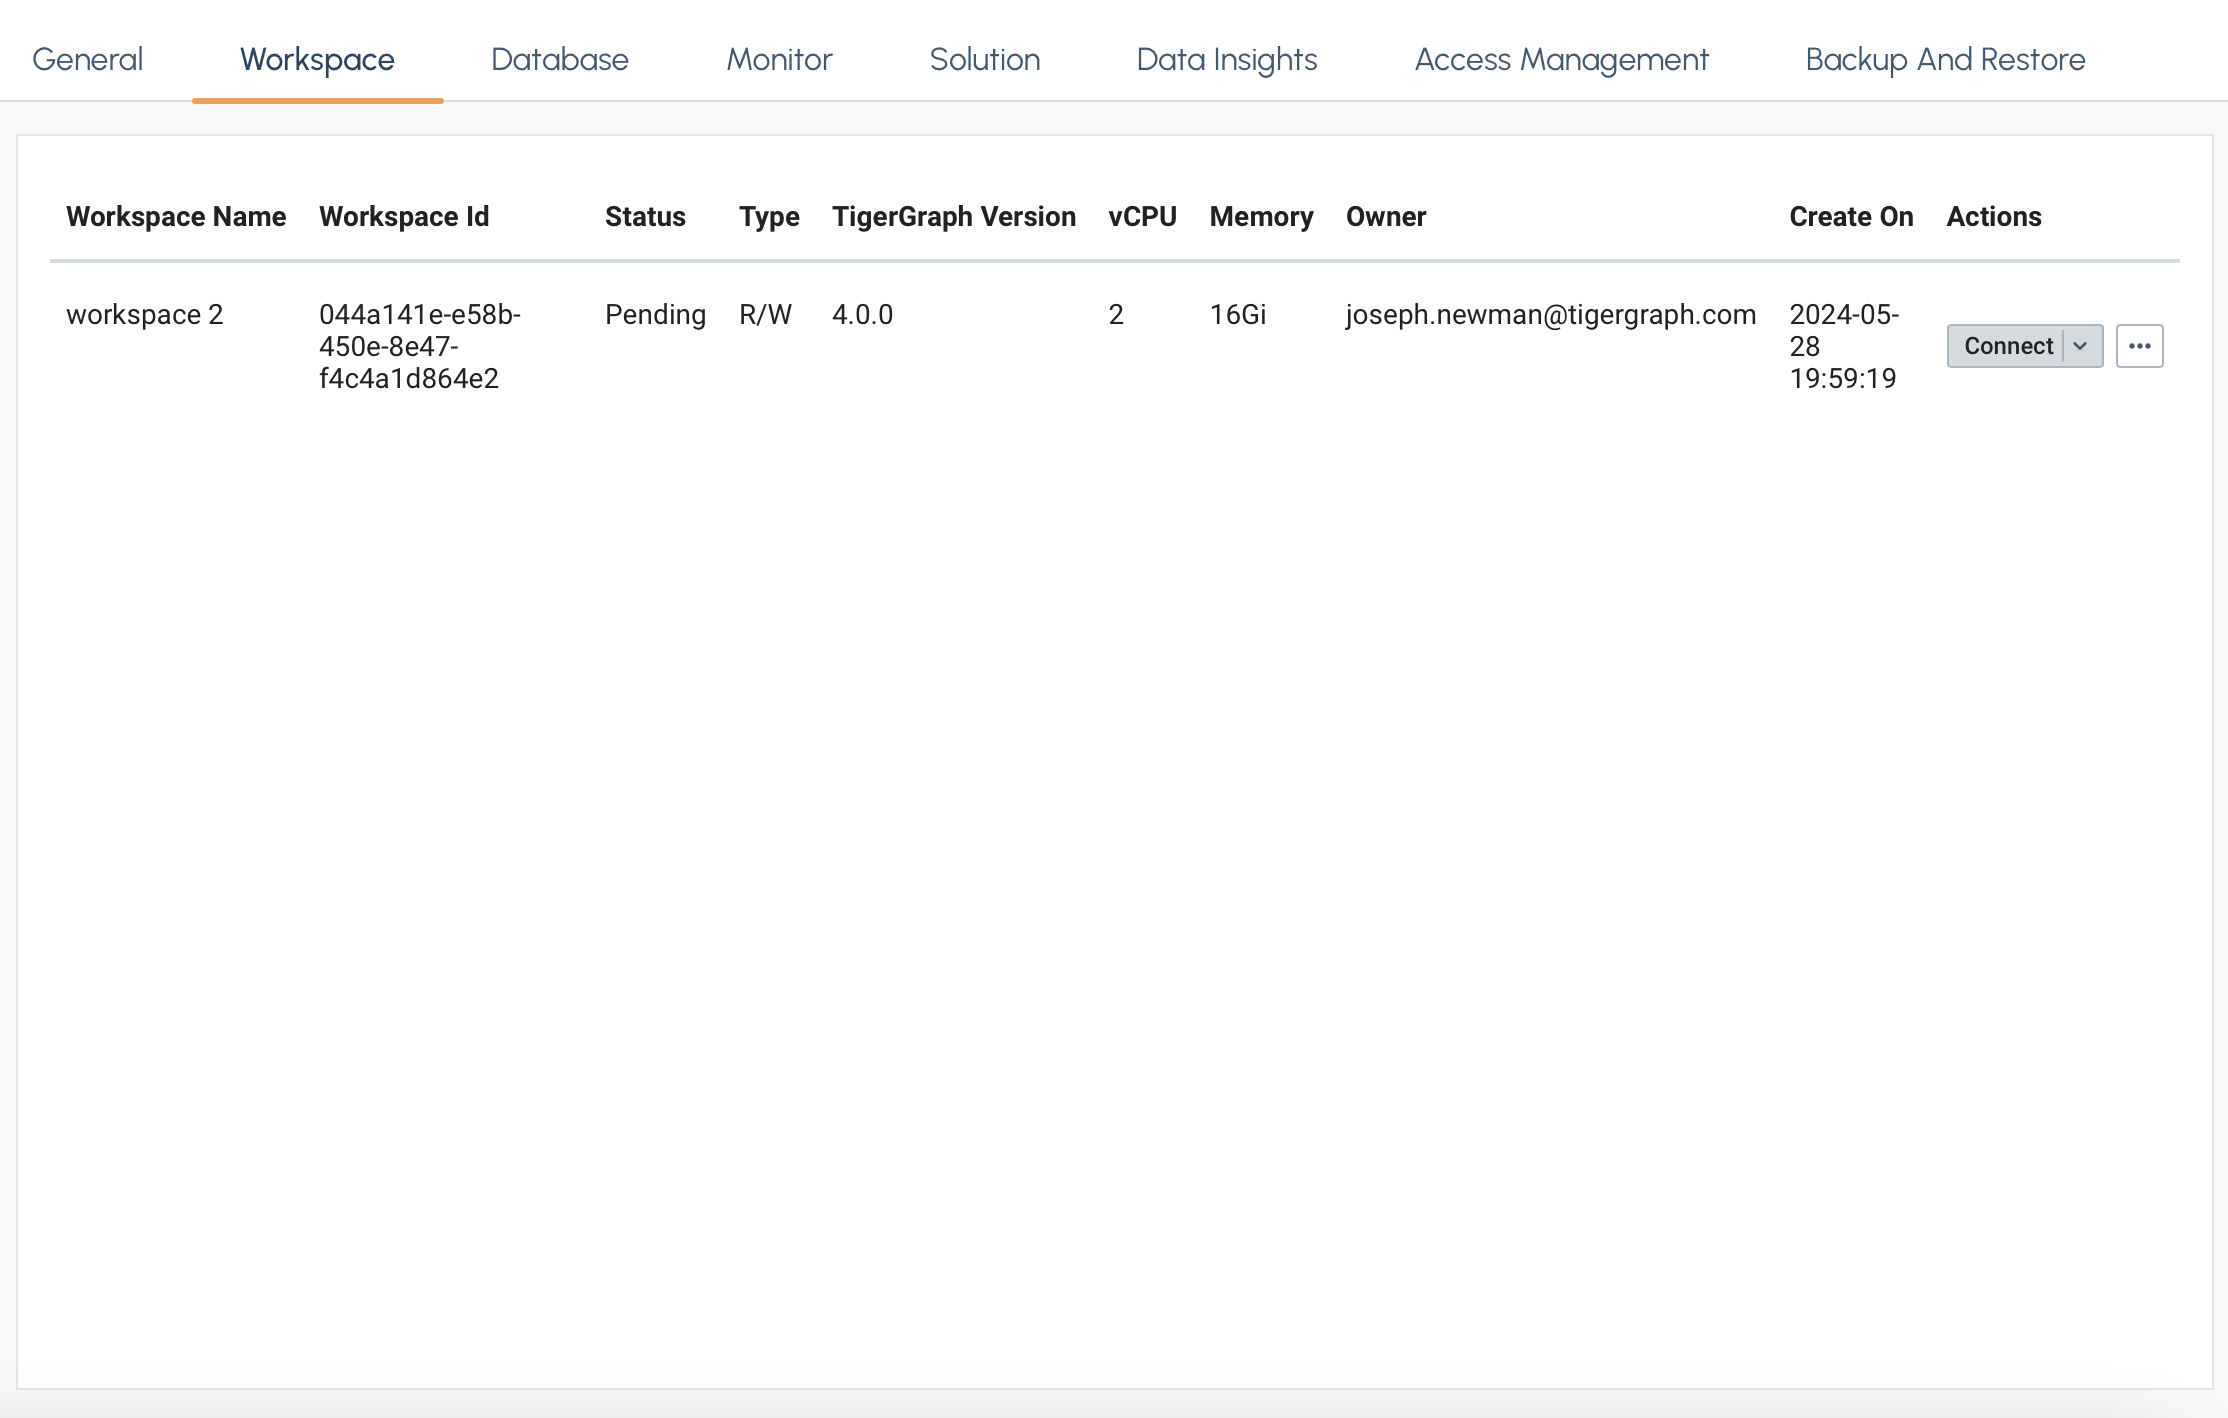 General Workspace Database Monitor Solution Data Insights Access Management Backup And Restore
Workspace Name Workspace Id Status Type TigerGraph Version vCPU Memory Owner Create On Actions
workspace 2 044a141e-e58b- Pending R/W 4.0.0 2 16Gi joseph.newman@tigergraph.com 2024-05-
450e-8e47- 28 Connect
f4c4a1d864e2 19:59:19